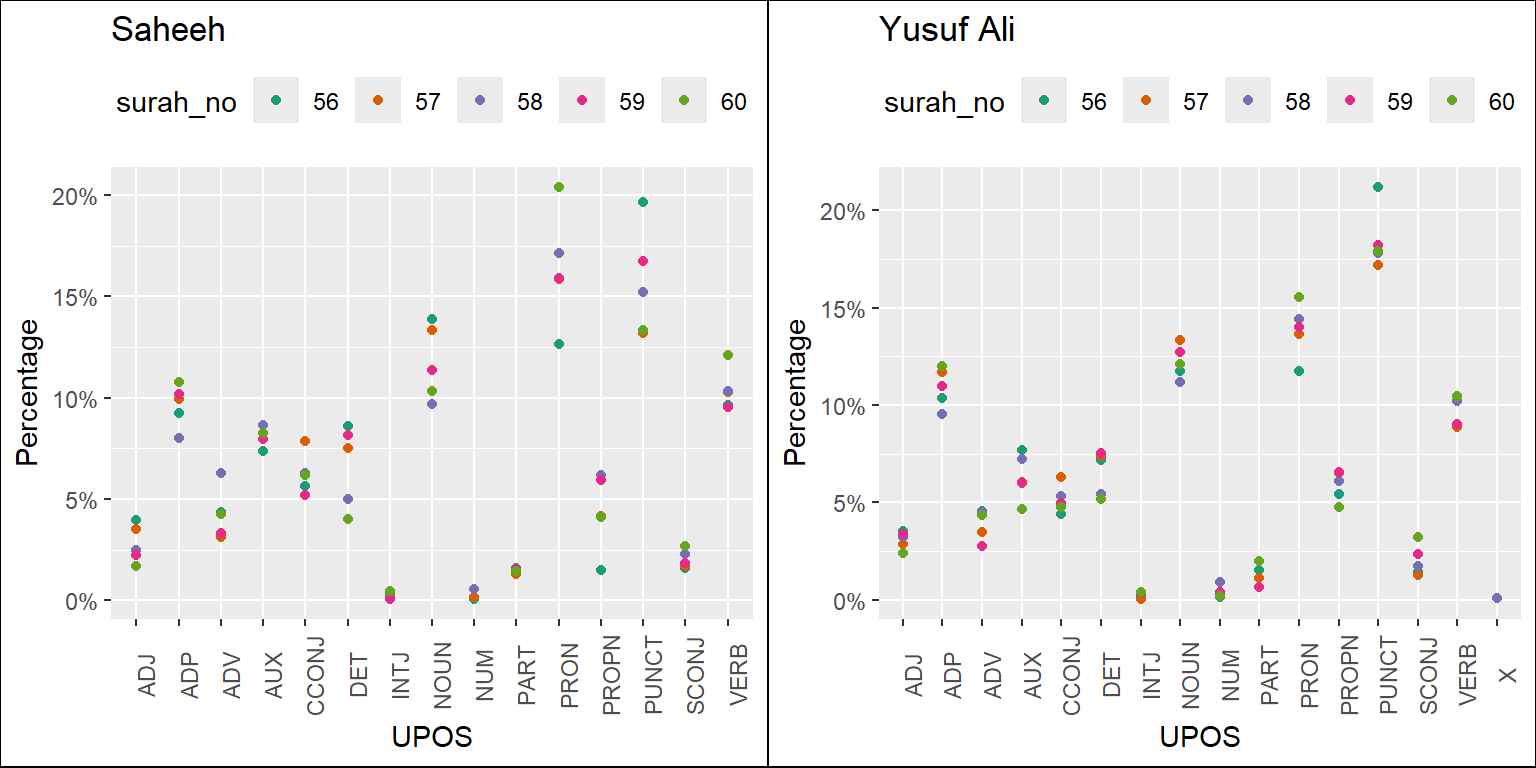 Saheeh
surah_no 56 57 58 59 60
Percentage
20%
15%
10%
5%
0%
ADJ ADP ADV AUX CCONJ DET INTJ NOUN NUM PART PRON PROPN PUNCT SCONJ VERB
UPOS
Yusuf Ali
surah_no 56 57 58 59 60
Percentage
20%
15%
10%
5%
0%
ADJ ADP ADV AUX CCONJ DET INTJ NOUN NUM PART PRON PROPN PUNCT SCONJ VERB X
UPOS